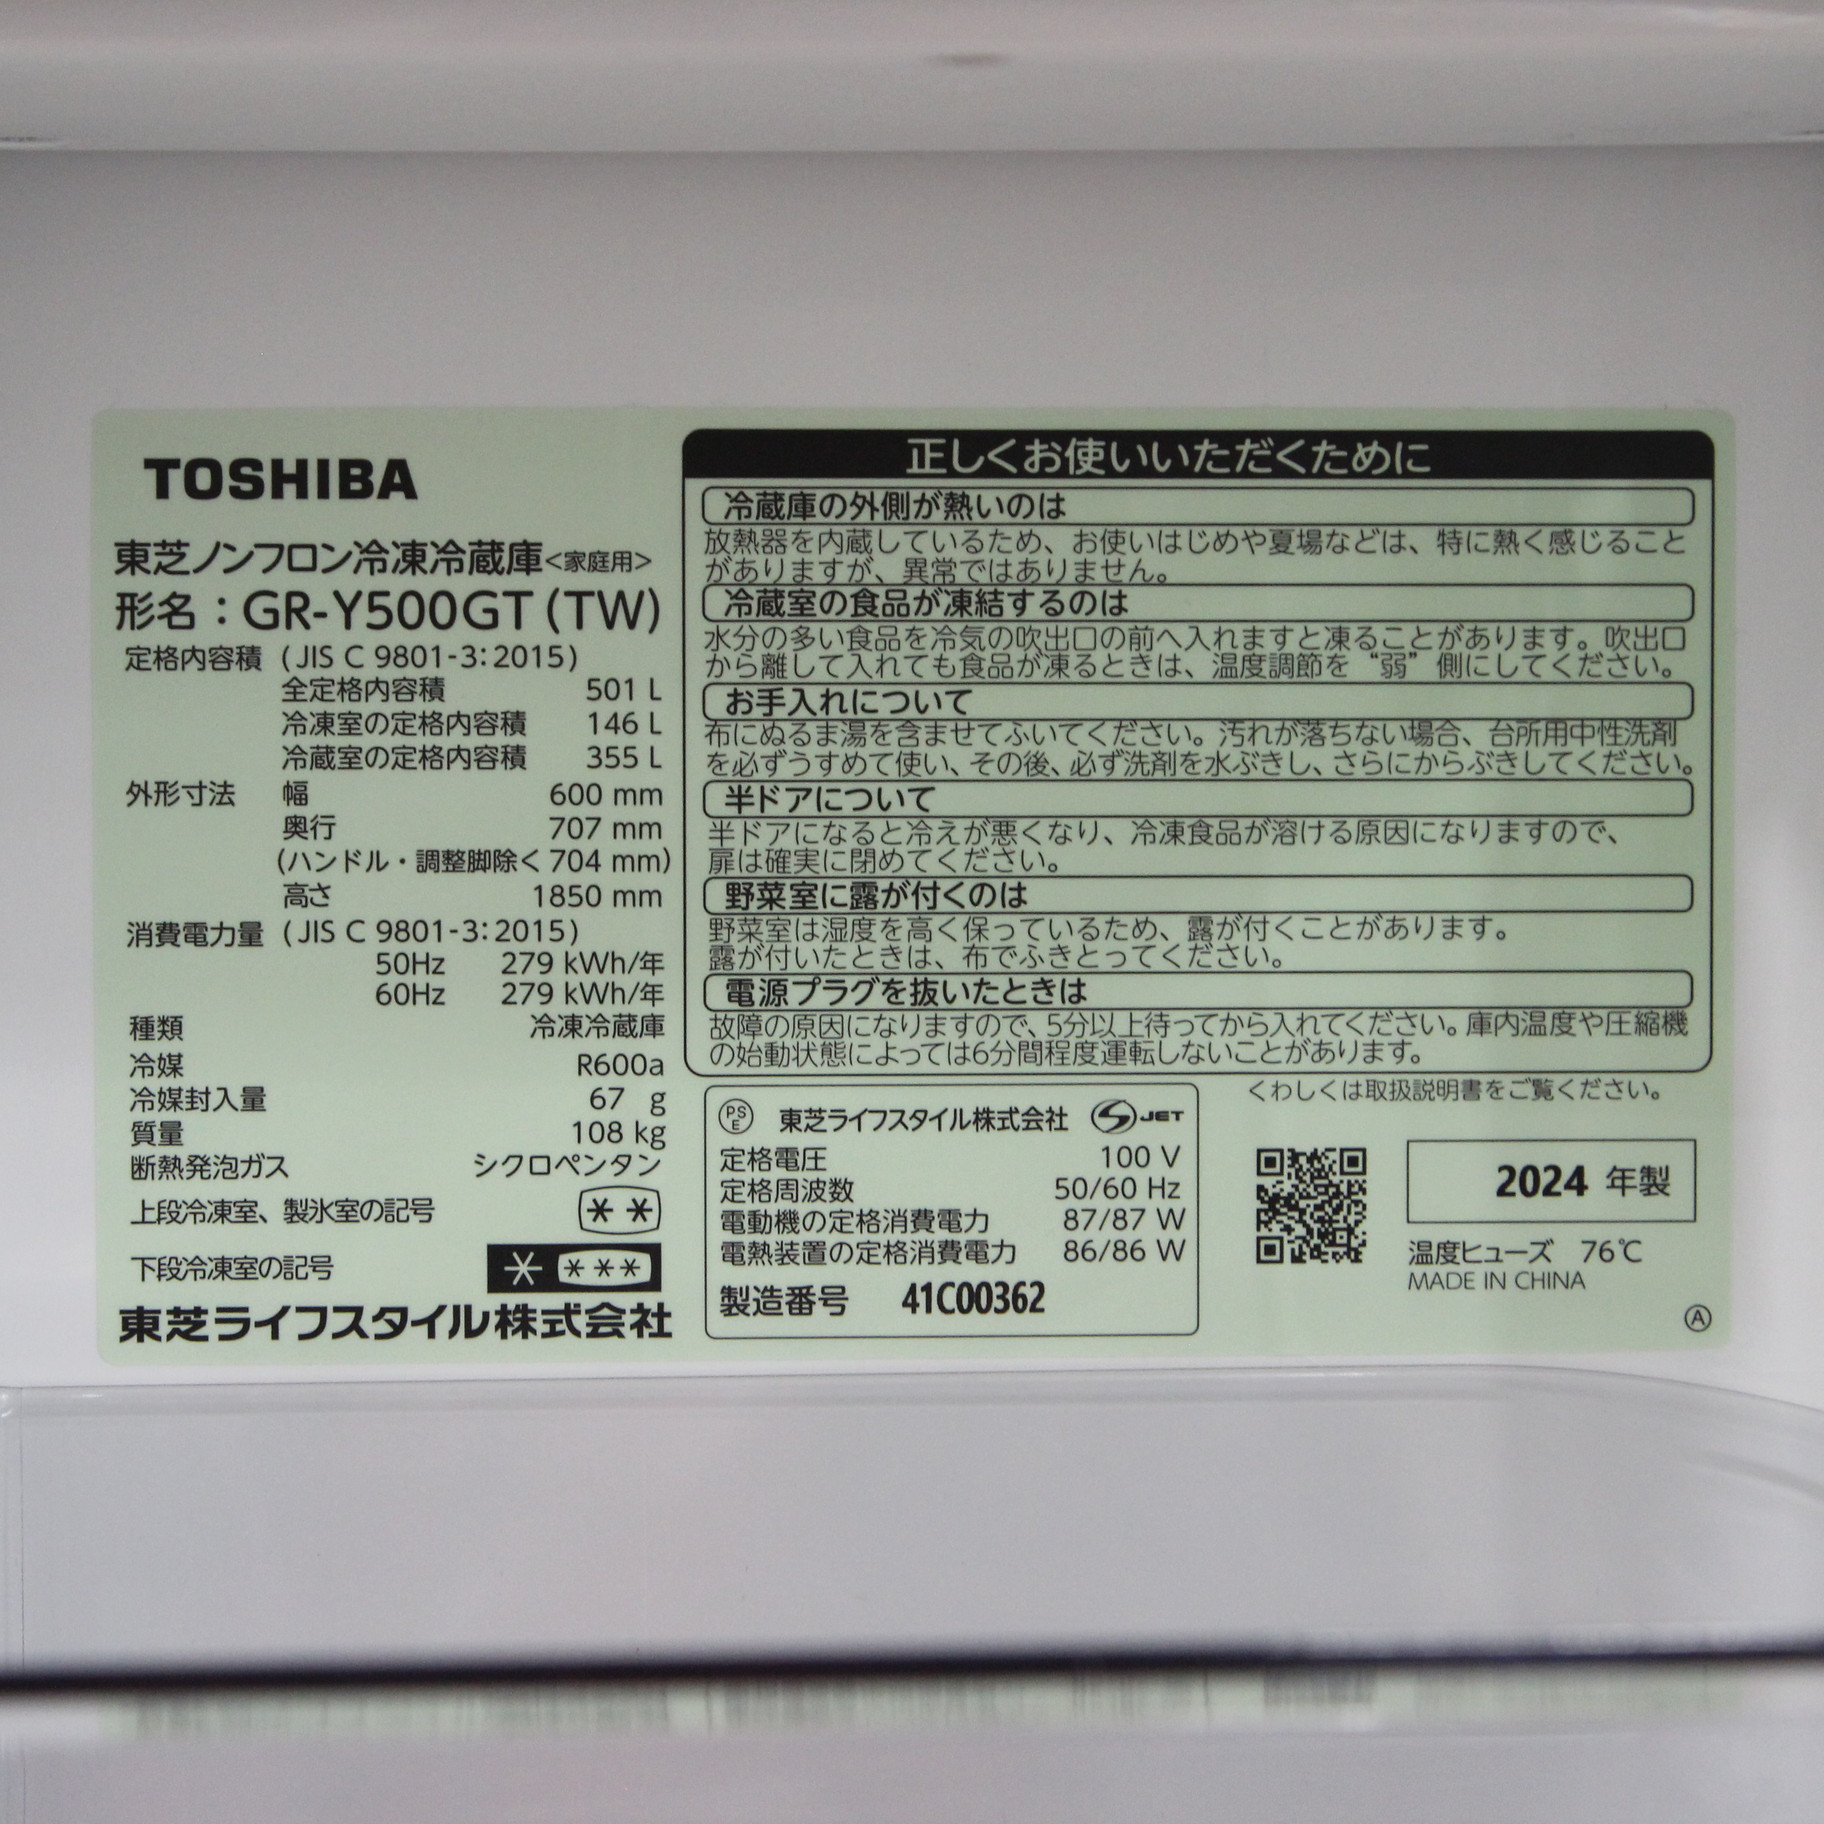 TOSHIBA
東芝ノンフロン冷凍冷蔵庫<家庭用>
形名：GR-Y500GT (TW)
定格内容積 (JIS C 9801-3:2015)
全定格内容積 501 L
冷凍室の定格内容積 146 L
冷蔵室の定格内容積 355 L
外形寸法 幅 600 mm
奥行 707 mm
(ハンドル・調整脚除く 704 mm)
高さ 1850 mm
消費電力量 (JIS C 9801-3:2015)
50Hz 279 kWh/年
60Hz 279 kWh/年
種類 冷凍冷蔵庫
冷媒 R600a
冷媒封入量 67 g
質量 108 kg
断熱発泡ガス シクロペンタン
上段冷凍室、製氷室の記号 ＊＊
下段冷凍室の記号 ＊ ＊＊＊
東芝ライフスタイル株式会社
正しくお使いいただくために
冷蔵庫の外側が熱いのは
放熱器を内蔵しているため、お使いはじめや夏場などは、特に熱く感じること
がありますが、異常ではありません。
冷蔵室の食品が凍結するのは
水分の多い食品を冷気の吹出口の前へ入れますと凍ることがあります。吹出口
から離して入れても食品が凍るときは、温度調節を“弱”側にしてください。
お手入れについて
布にぬるま湯を含ませてふいてください。汚れが落ちない場合、台所用中性洗剤
を必ずうすめて使い、その後、必ず洗剤を水ぶきし、さらにからぶきしてください。
半ドアについて
半ドアになると冷えが悪くなり、冷凍食品が溶ける原因になりますので、
扉は確実に閉めてください。
野菜室に露が付くのは
野菜室は湿度を高く保っているため、露が付くことがあります。
露が付いたときは、布でふきとってください。
電源プラグを抜いたときは
故障の原因になりますので、5分以上待ってから入れてください。庫内温度や圧縮機
の始動状態によっては6分間程度運転しないことがあります。
くわしくは取扱説明書をご覧ください。
PSE 東芝ライフスタイル株式会社 S JET
定格電圧 100 V
定格周波数 50/60 Hz
電動機の定格消費電力 87/87 W
電熱装置の定格消費電力 86/86 W
製造番号 41C00362
2024 年製
温度ヒューズ 76℃
MADE IN CHINA
Ⓐ